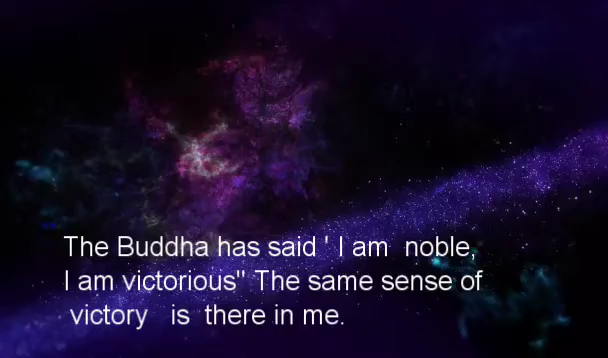 The Buddha has said ' I am  noble,
I am victorious" The same sense of
victory   is  there in me.